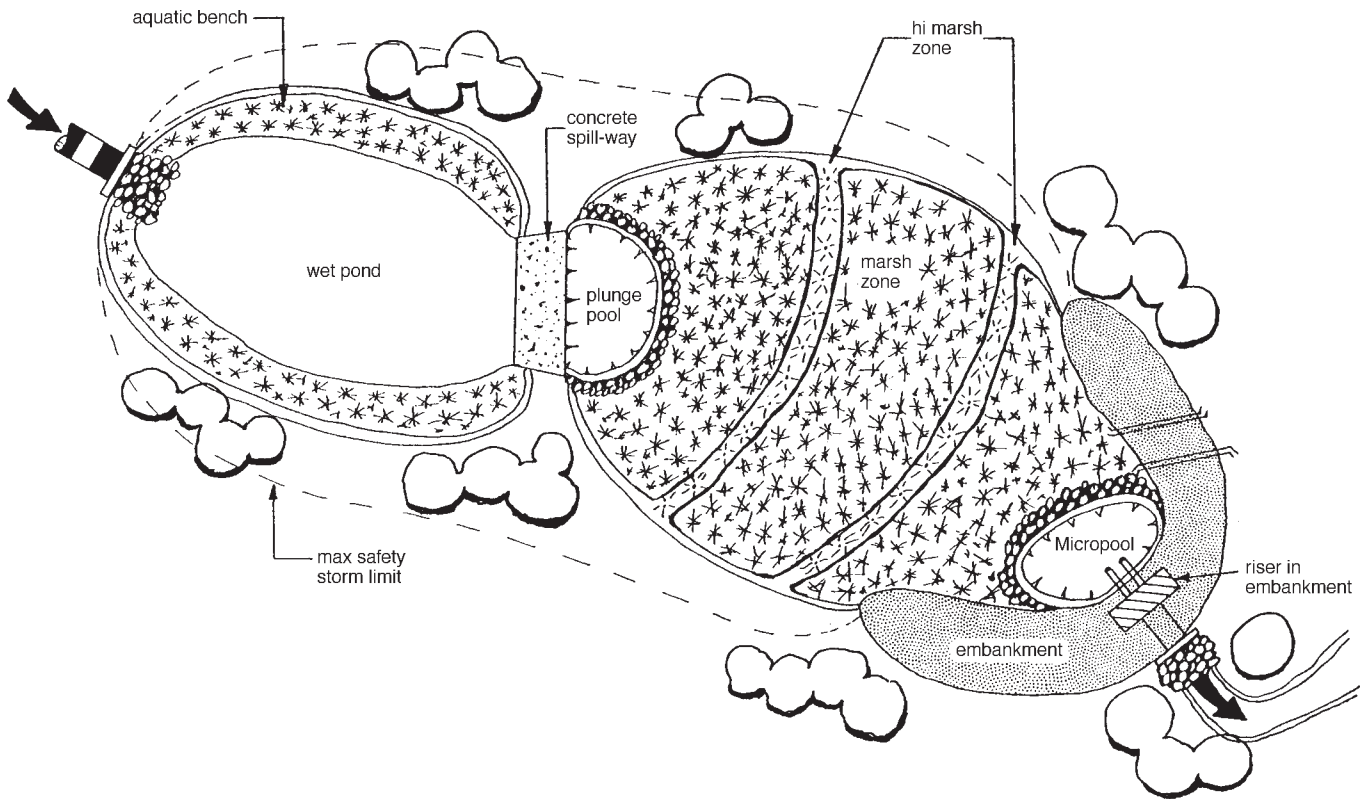 aquatic bench
hi marsh
zone
concrete
spill-way
wet pond
plunge
pool
marsh
zone
max safety
storm limit
Micropool
riser in
embankment
embankment